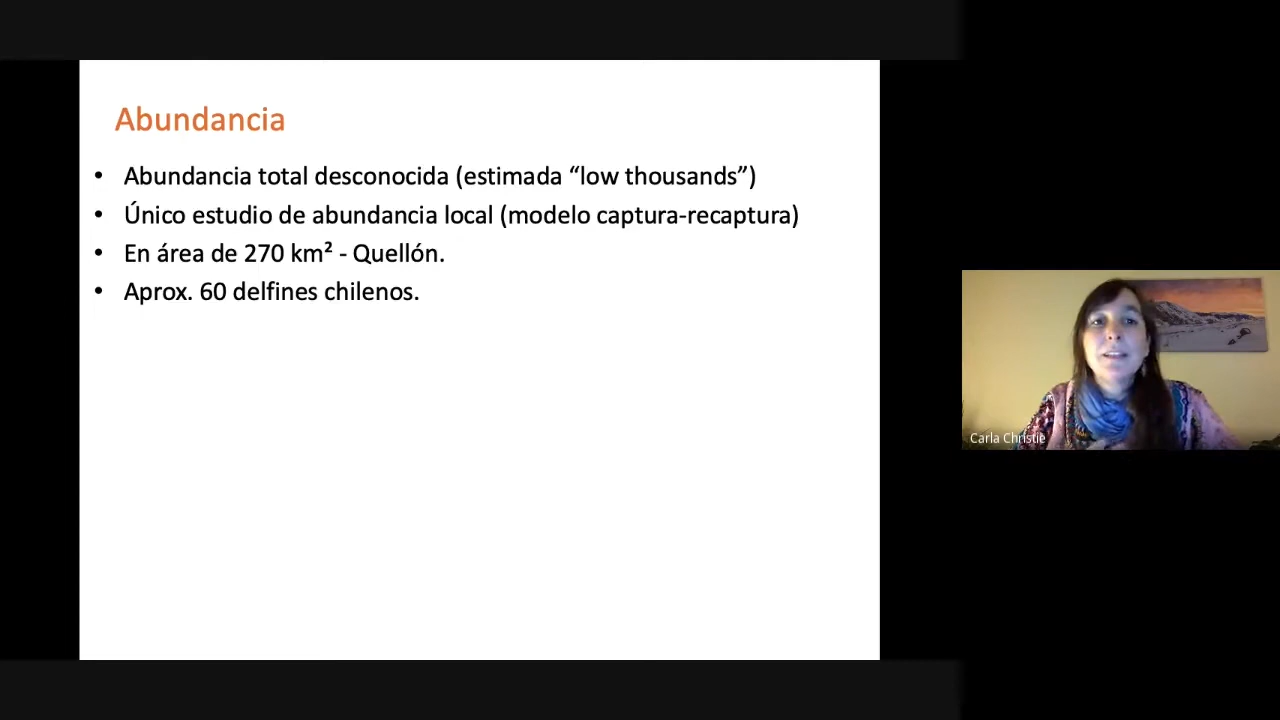 Abundancia
• Abundancia total desconocida (estimada “low thousands”)
• Único estudio de abundancia local (modelo captura-recaptura)
• En área de 270 km² - Quellón.
• Aprox. 60 delfines chilenos.
Carla Christie